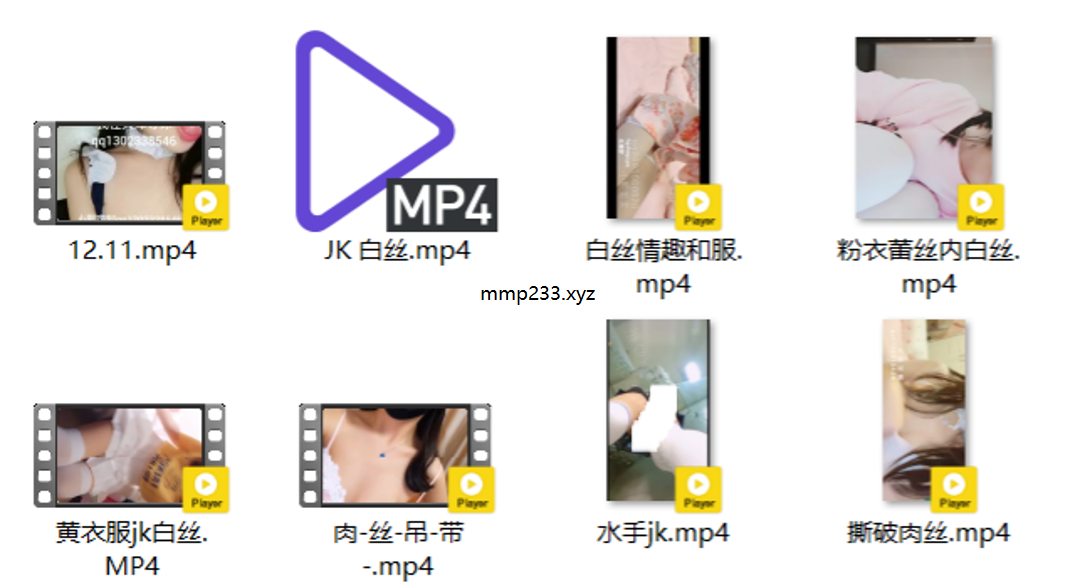 qq1302338546
MP4
Player
Player
Player
12.11.mp4
JK 白丝.mp4
白丝情趣和服.
mp4
粉衣蕾丝内白丝.
mp4
mmp233.xyz
Player
Player
Player
Player
黄衣服jk白丝.
MP4
肉-丝-吊-带
-.mp4
水手jk.mp4
撕破肉丝.mp4